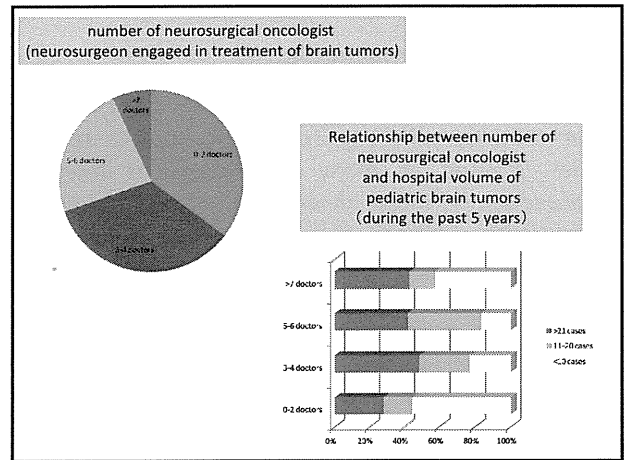 number of neurosurgical oncologist
(neurosurgeon engaged in treatment of brain tumors)
>7
doctors
0-2 doctors
5-6 doctors
3-4 doctors
Relationship between number of
neurosurgical oncologist
and hospital volume of
pediatric brain tumors
(during the past 5 years)
>7 doctors
5-6 doctors
3-4 doctors
0-2 doctors
0%
20%
40%
60%
80%
100%
>21 cases
11-20 cases
<10 cases